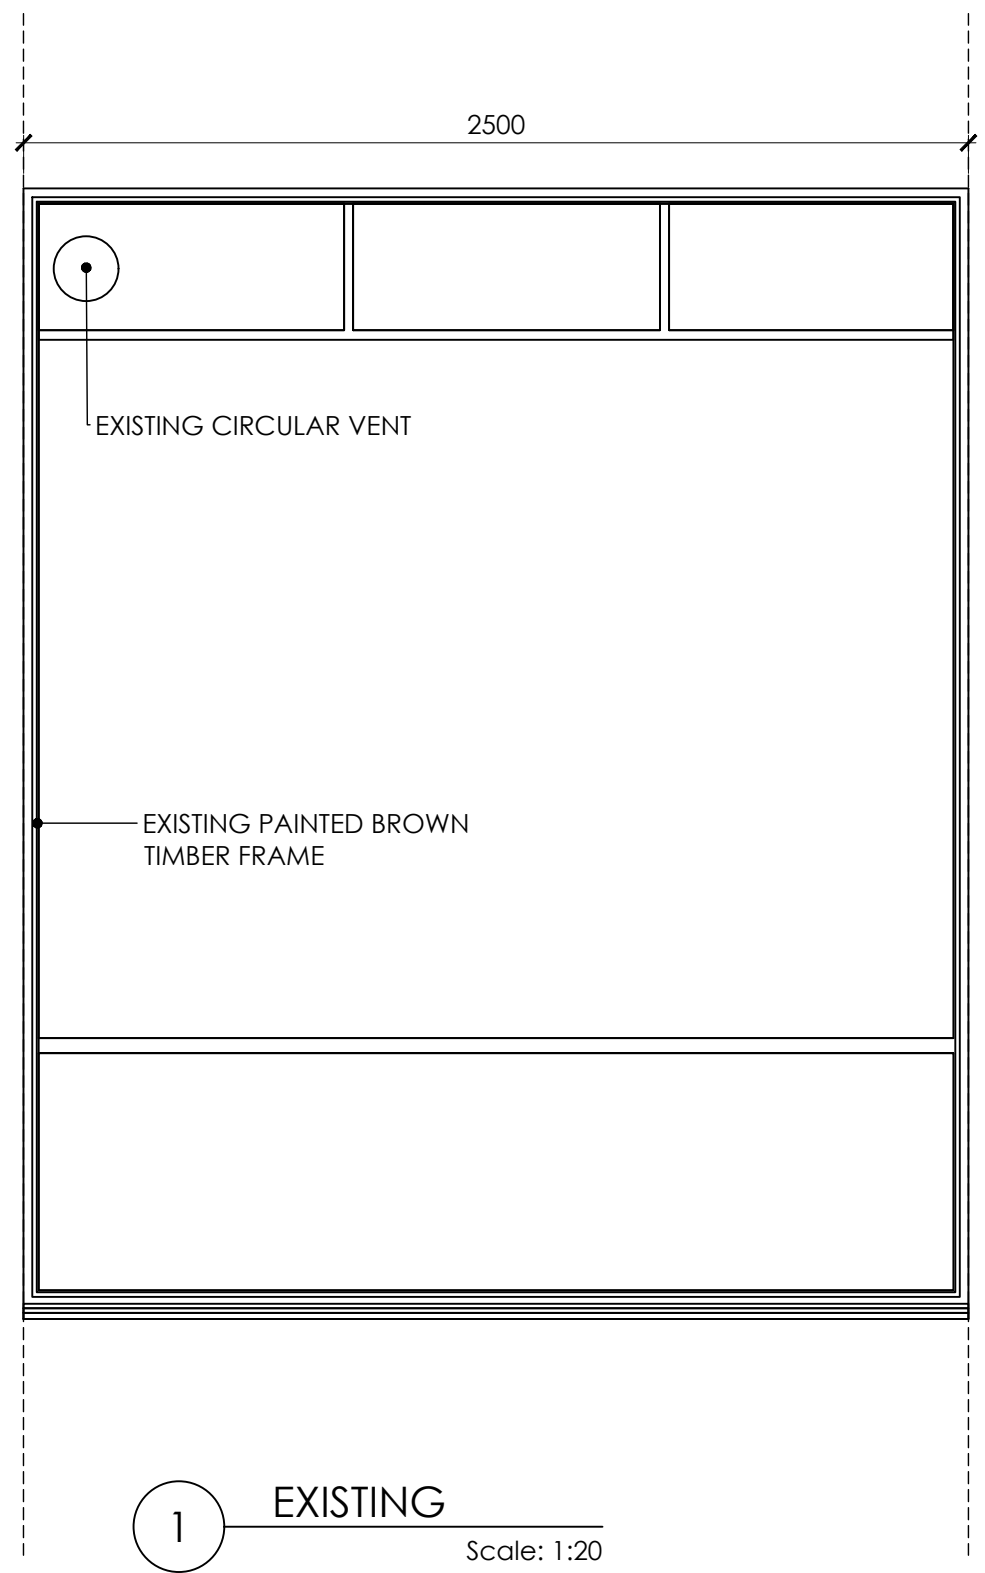 2500
EXISTING CIRCULAR VENT
EXISTING PAINTED BROWN
TIMBER FRAME
1
EXISTING
Scale: 1:20